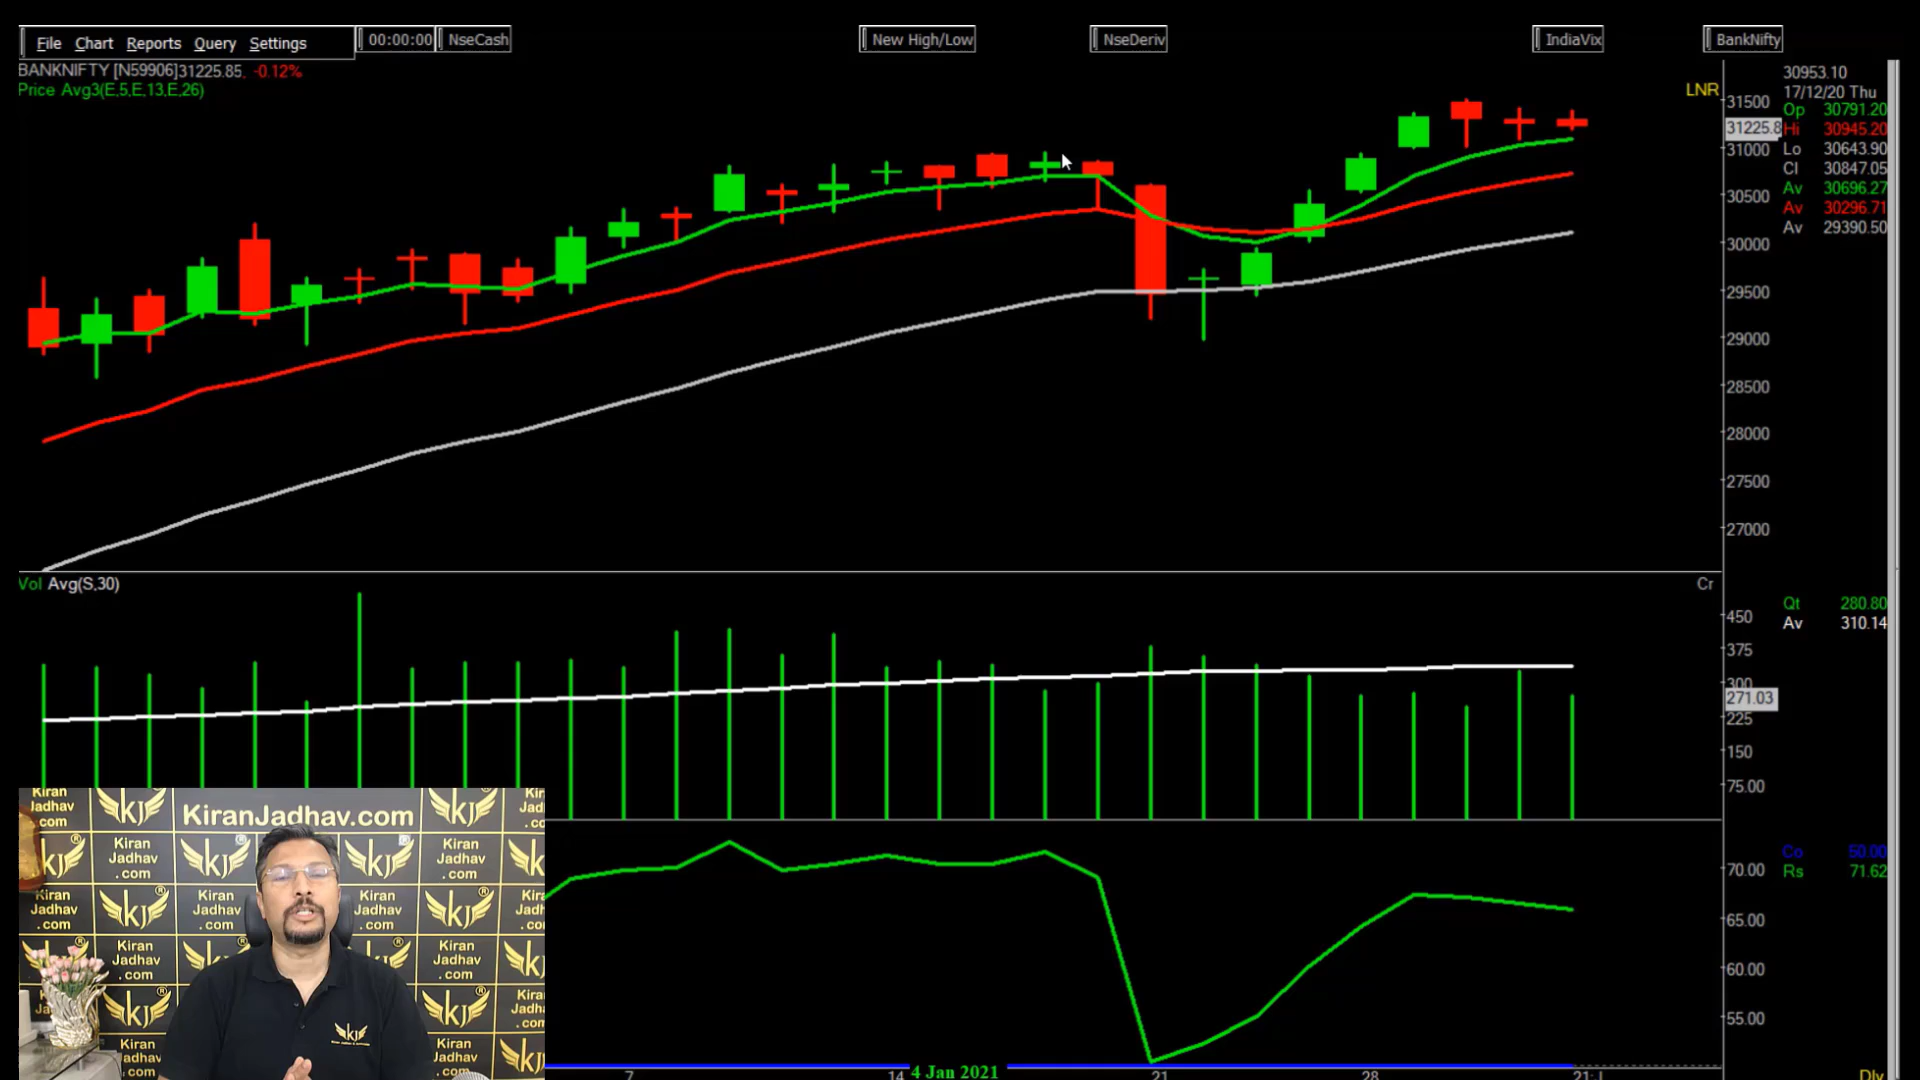 File Chart Reports Query Settings
00:00:00
NseCash
New High/Low
NseDeriv
IndiaVix
BankNifty
BANKNIFTY [N59906]31225.85, -0.12%
Price Avg3(E,5,E,13,E,26)
LNR
31500
31225.8
31000
30500
30000
29500
29000
28500
28000
27500
27000
30953.10
17/12/20 Thu
Op 30791.20
Hi 30945.20
Lo 30643.90
Cl 30847.05
Av 30696.27
Av 30296.71
Av 29390.50
Vol Avg(S,30)
Cr
450
375
300
271.03
225
150
75.00
Qt 280.80
Av 310.14
70.00
65.00
60.00
55.00
Co 50.00
Rs 71.62
7 14 4 Jan 2021 21 28
Dly
KiranJadhav.com
Kiran
Jadhav
.com
KJ